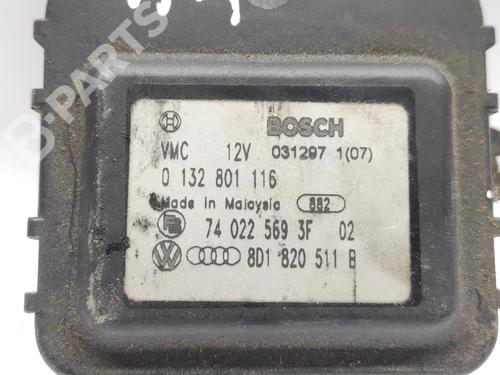 BOSCH
VMC 12V 031297 1(07)
0 132 801 116
Made in Malaysia 882
74 022 569 3F 02
8D1 820 511 B